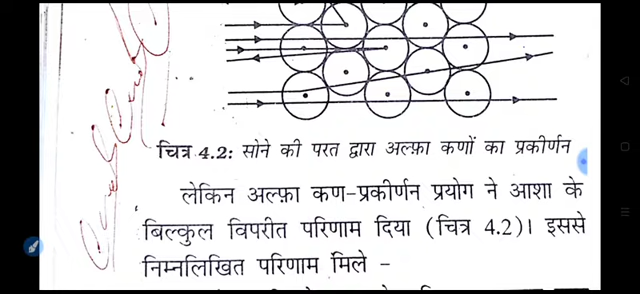 चित्र 4.2: सोने की परत द्वारा अल्फ़ा कणों का प्रकीर्णन
लेकिन अल्फ़ा कण-प्रकीर्णन प्रयोग ने आशा के
बिल्कुल विपरीत परिणाम दिया (चित्र 4.2)। इससे
निम्नलिखित परिणाम मिले -